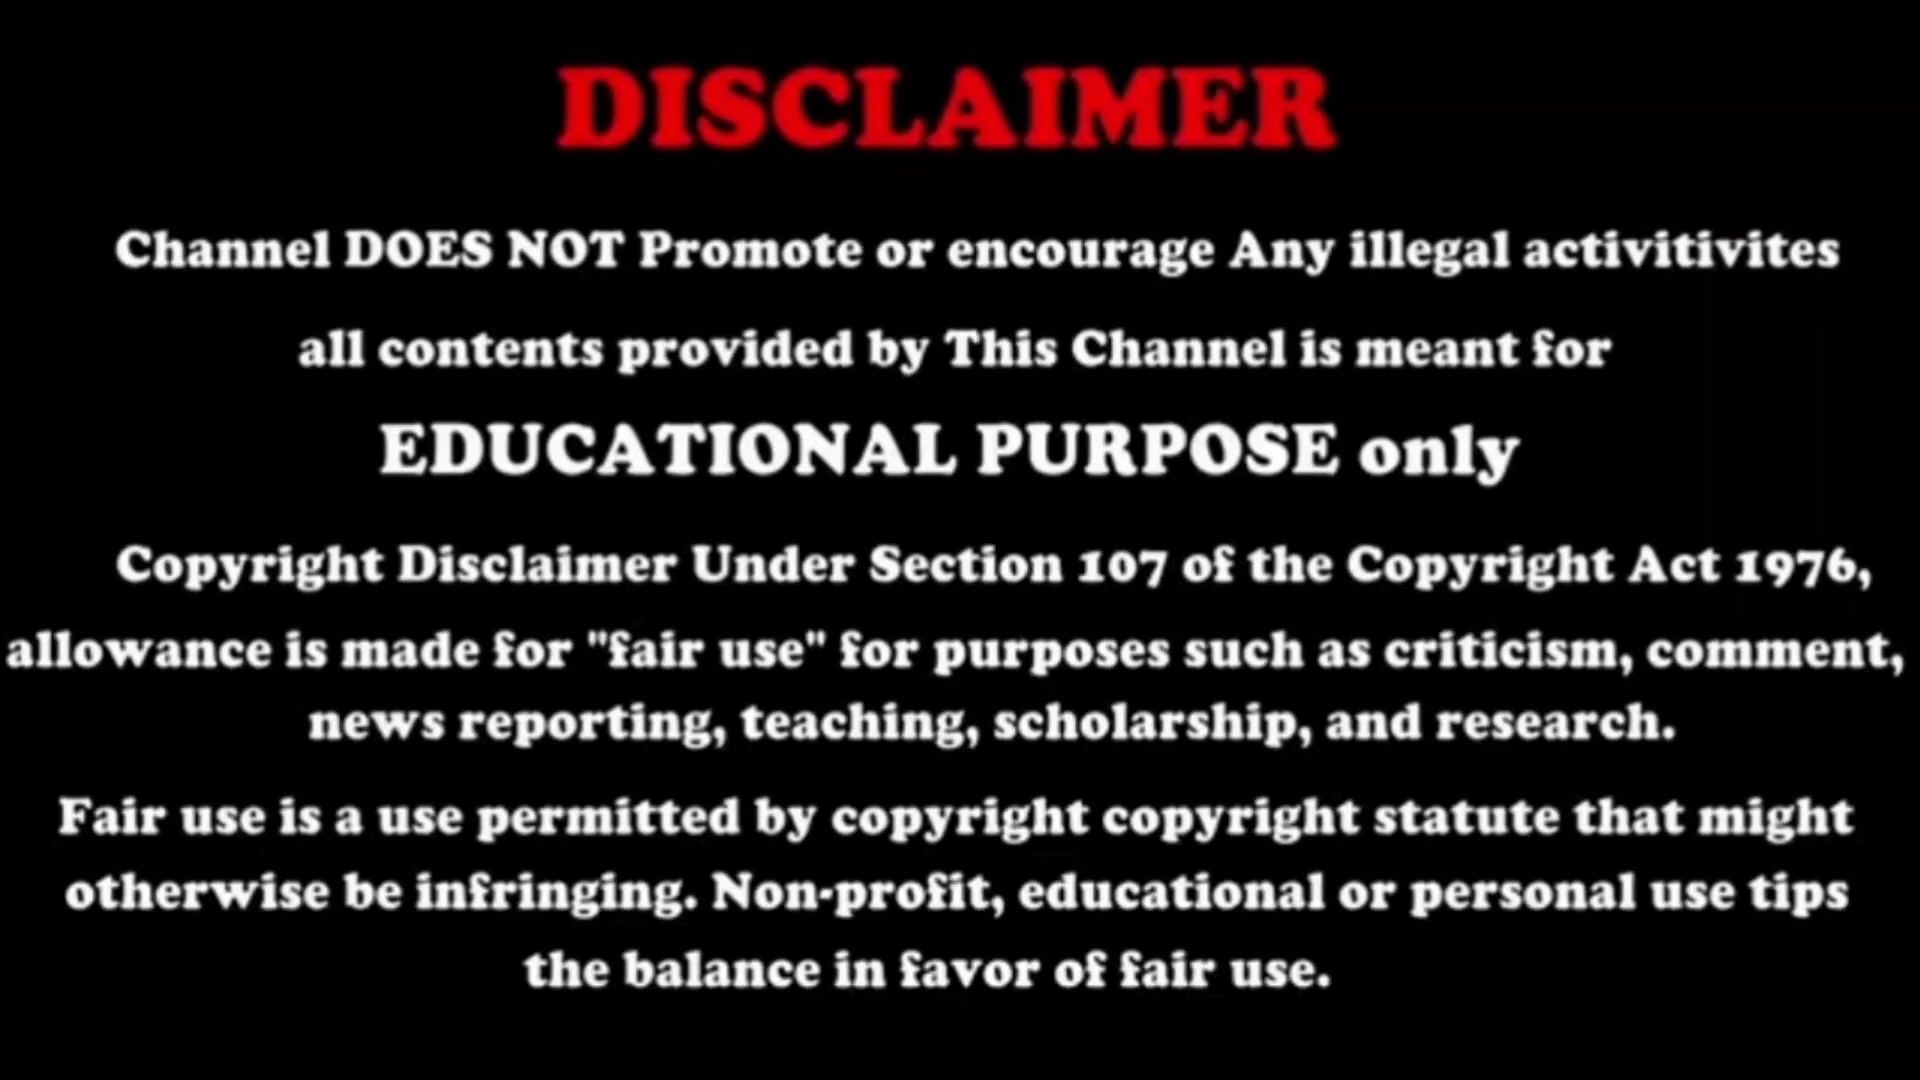 DISCLAIMER
Channel DOES NOT Promote or encourage Any illegal activitivites
all contents provided by This Channel is meant for
EDUCATIONAL PURPOSE only
Copyright Disclaimer Under Section 107 of the Copyright Act 1976,
allowance is made for "fair use" for purposes such as criticism, comment,
news reporting, teaching, scholarship, and research.
Fair use is a use permitted by copyright copyright statute that might
otherwise be infringing. Non-profit, educational or personal use tips
the balance in favor of fair use.